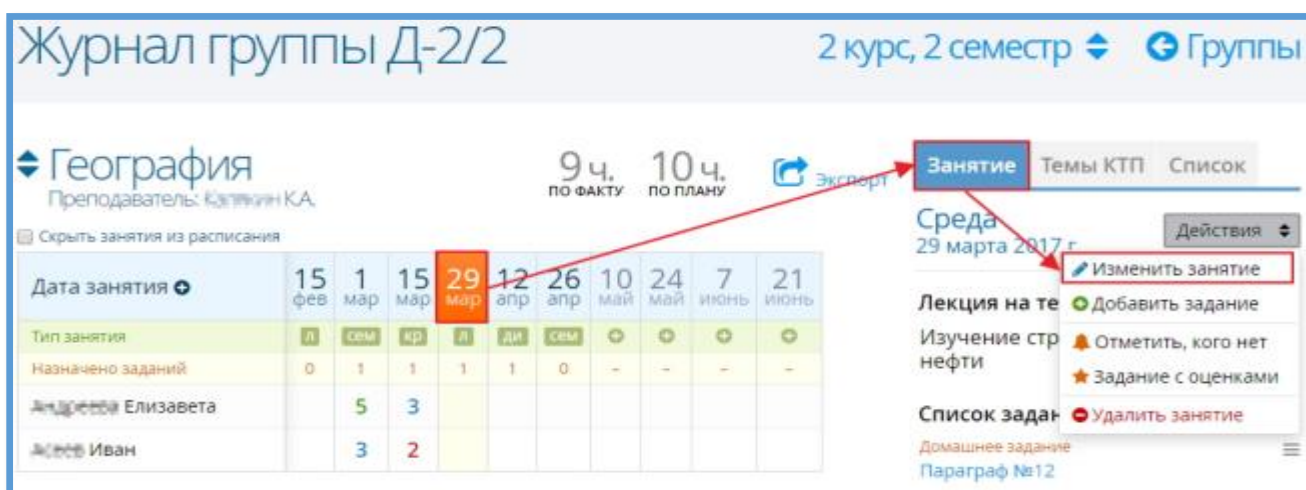 Журнал группы Д-2/2
2 курс, 2 семестр
Группы
География
Преподаватель: К.А.
9 ч.
по факту
10 ч.
по плану
Экспорт
Занятие
Темы КТП
Список
Скрыть занятия из расписания
Среда
29 марта 2017 г.
Действия
Изменить занятие
Добавить задание
Отметить, кого нет
Задание с оценками
Удалить занятие
Дата занятия 15 фев 1 мар 15 мар 29 мар 12 апр 26 апр 10 май 24 май 7 июнь 21 июнь
Тип занятия л сем кр л ди сем
Назначено заданий 0 1 1 1 1 0 - - - -
Елизавета 5 3
Иван 3 2
Лекция на те
Изучение стр
нефти
Список задан
Домашнее задание
Параграф №12